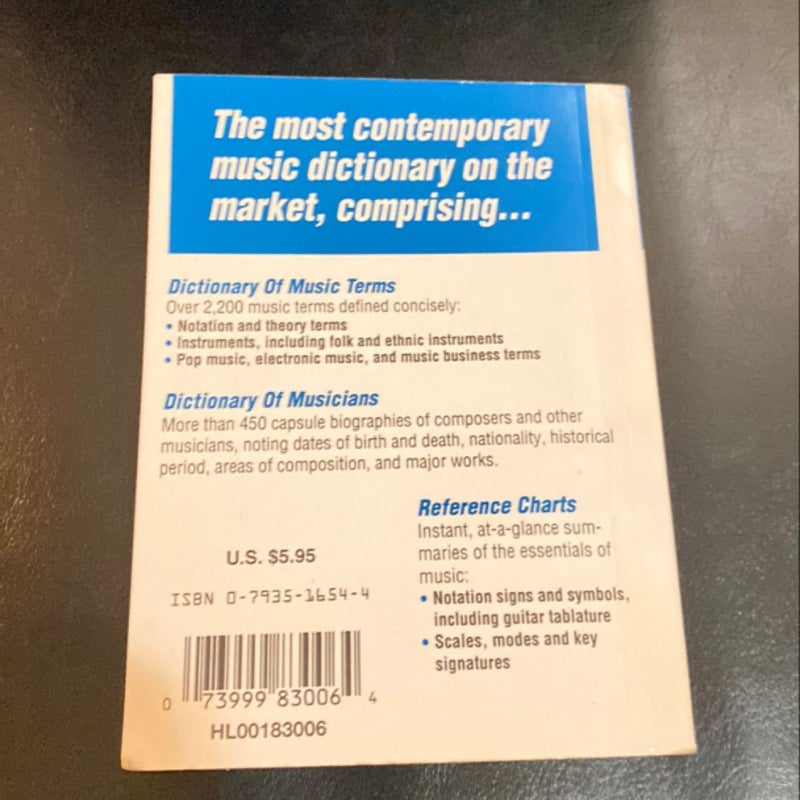 The most contemporary
music dictionary on the
market, comprising...
Dictionary Of Music Terms
Over 2,200 music terms defined concisely:
• Notation and theory terms
• Instruments, including folk and ethnic instruments
• Pop music, electronic music, and music business terms
Dictionary Of Musicians
More than 450 capsule biographies of composers and other
musicians, noting dates of birth and death, nationality, historical
period, areas of composition, and major works.
Reference Charts
Instant, at-a-glance sum-
maries of the essentials of
music:
• Notation signs and symbols,
including guitar tablature
• Scales, modes and key
signatures
U.S. $5.95
ISBN 0-7935-1654-4
0 73999 83006 4
HL00183006